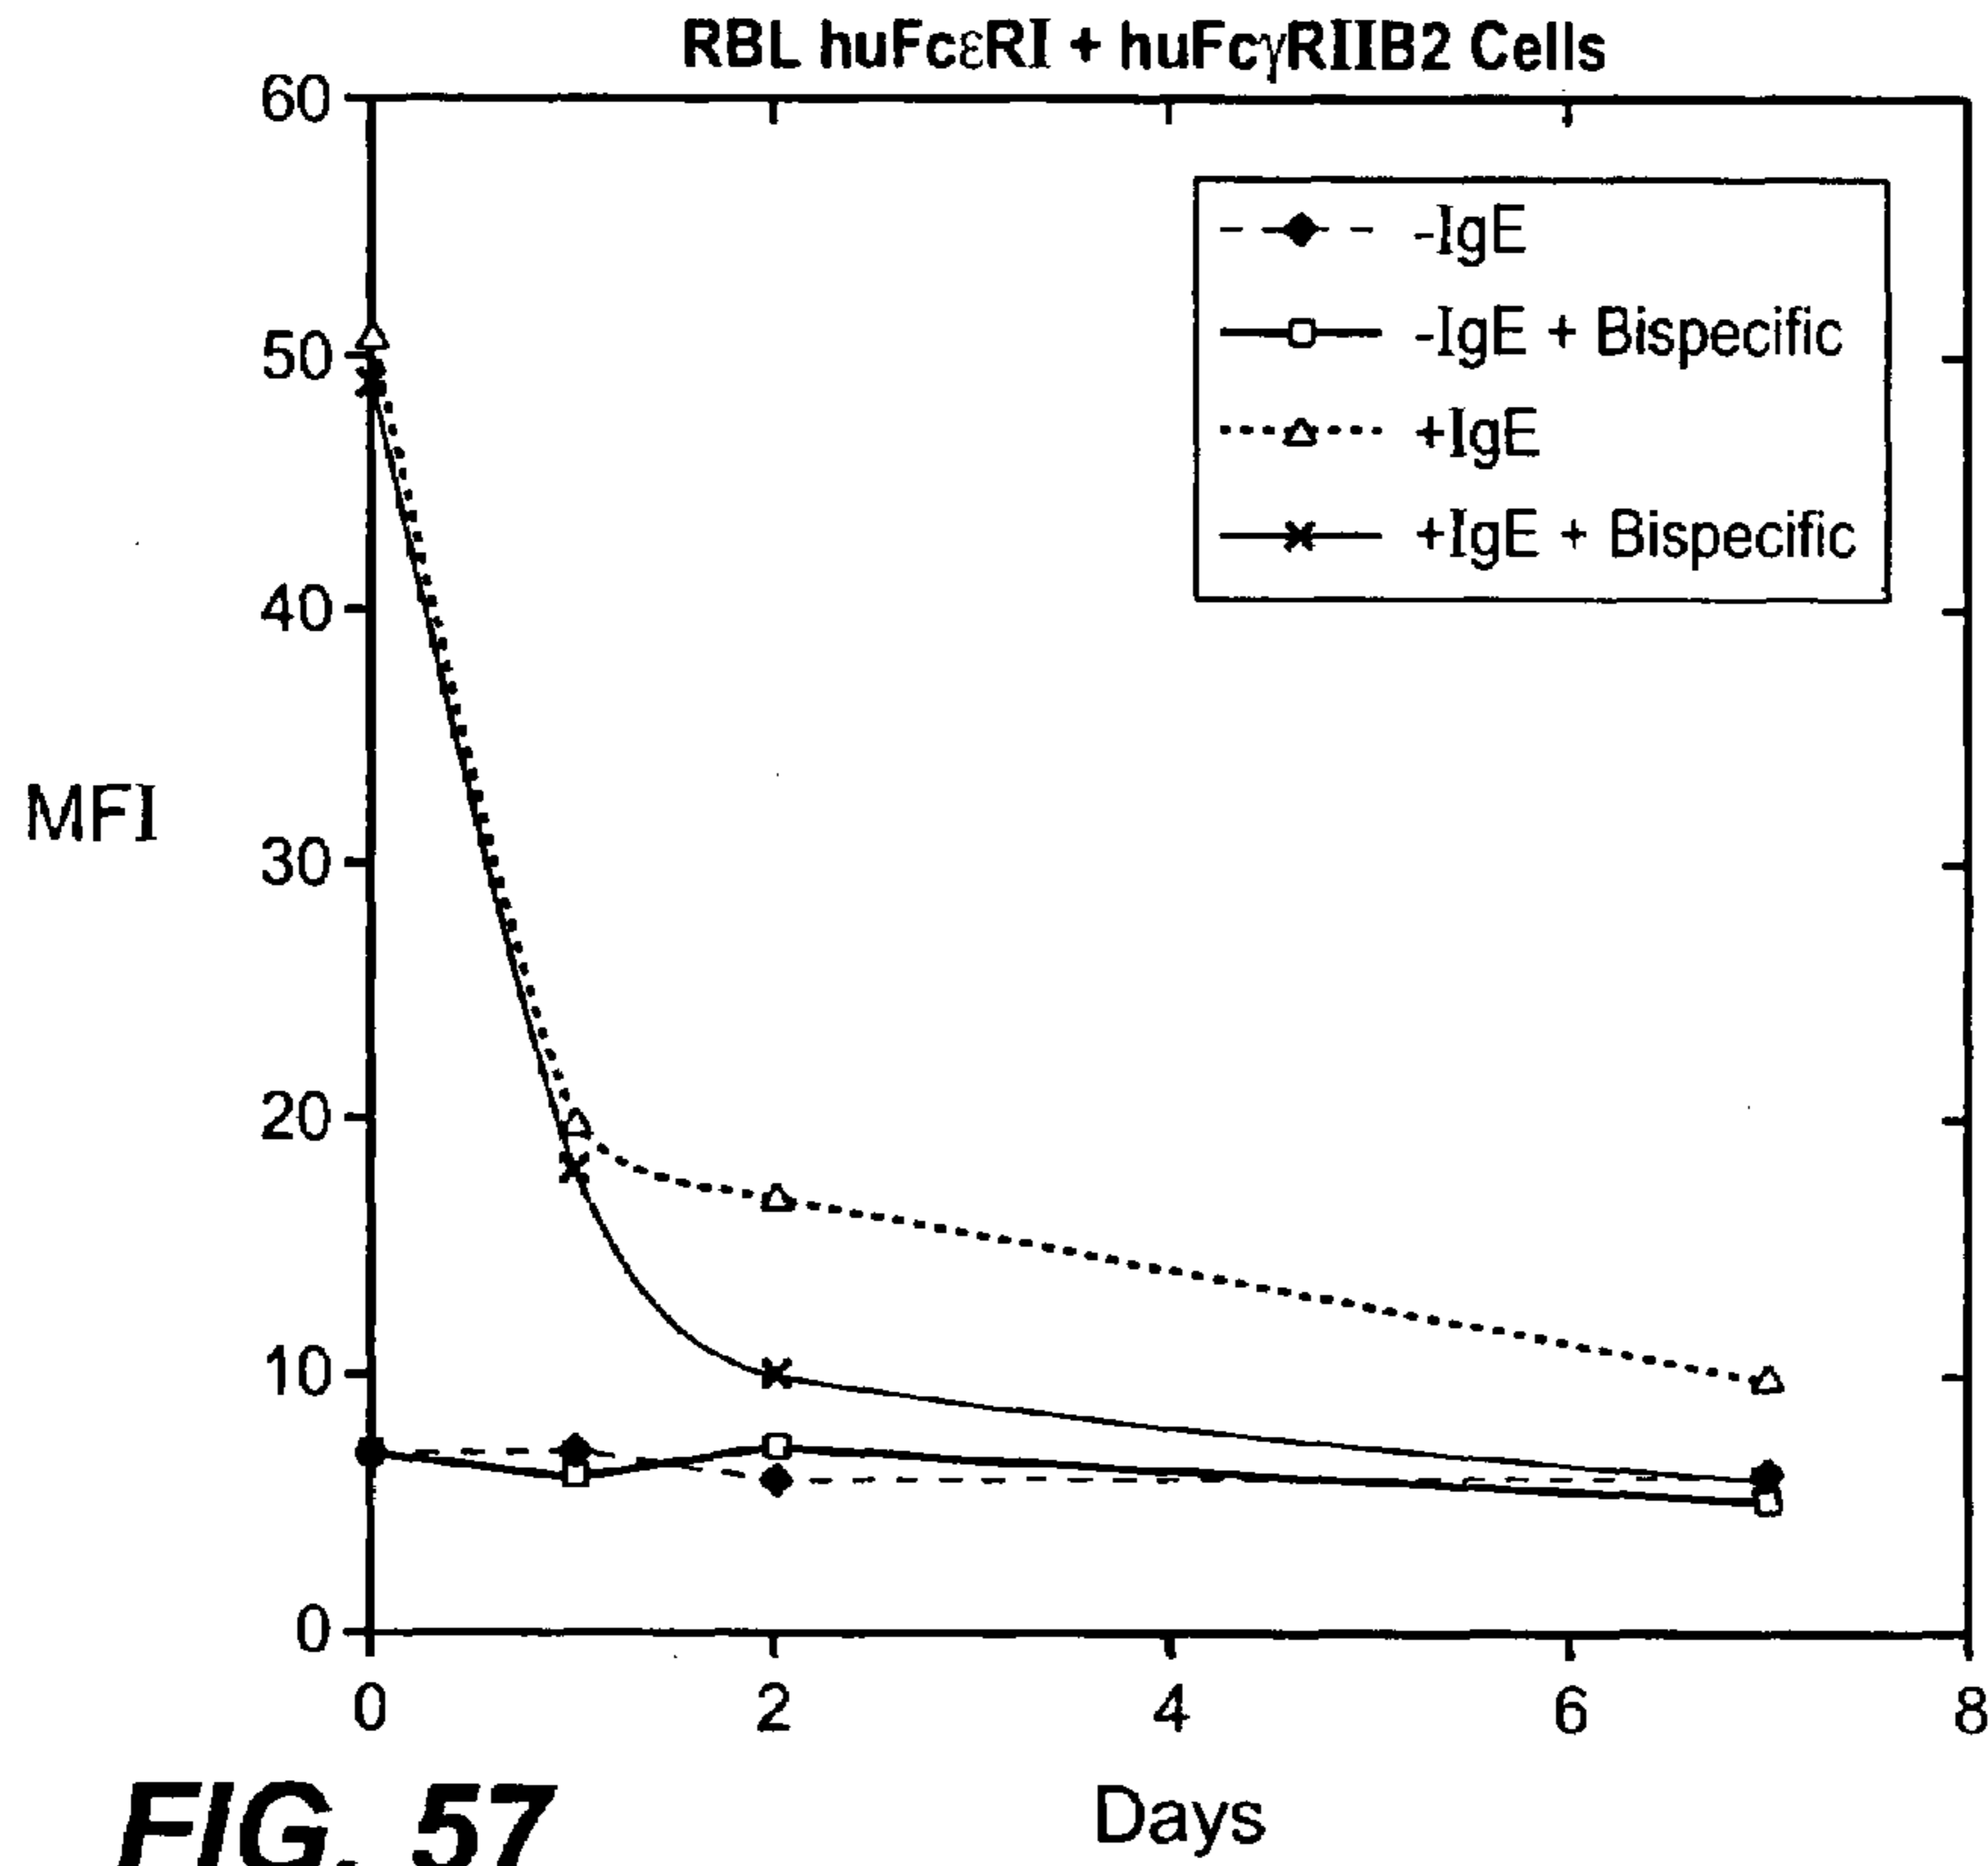 RBL huFcεRI + huFcγRIIB2 Cells
60
50
40
30
20
10
0
MFI
-IgE
-IgE + Bispecific
+IgE
+IgE + Bispecific
0 2 4 6 8
Days
FIG. 57